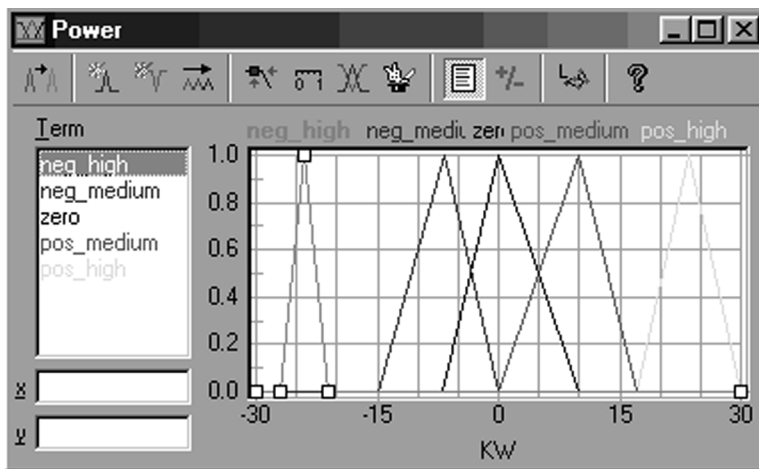 Power
Term
neg_high
neg_medium
zero
pos_medium
pos_high
x
y
neg_high neg_mediu zero pos_medium pos_high
1.0
0.8
0.6
0.4
0.2
0.0
-30 -15 0 15 30
KW